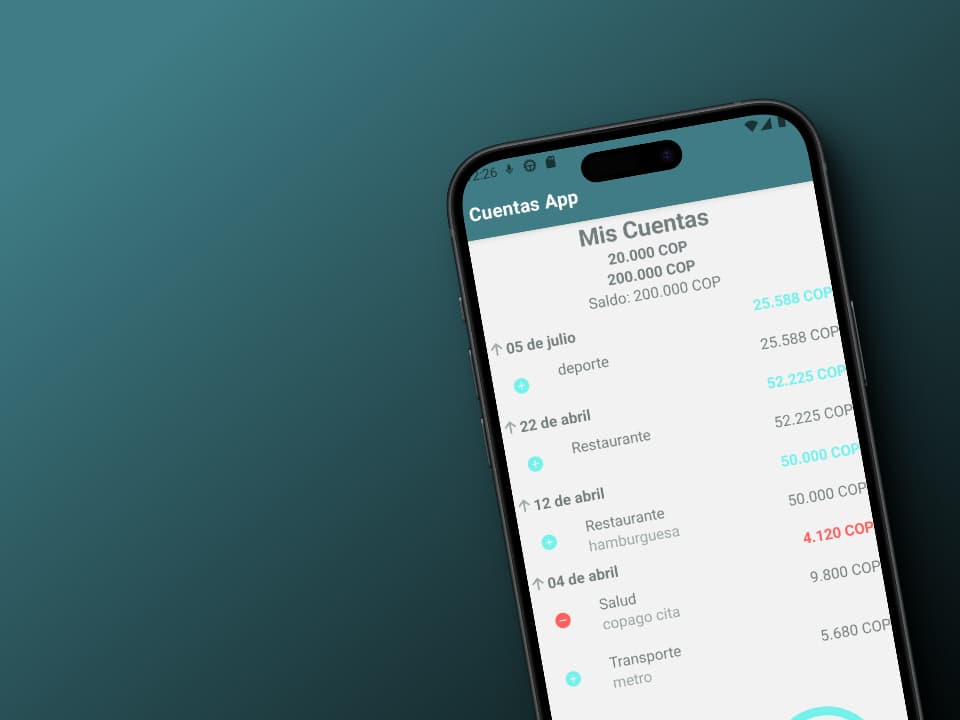 2:26
Cuentas App
Mis Cuentas
20.000 COP
200.000 COP
Saldo: 200.000 COP
05 de julio 25.588 COP
deporte 25.588 COP
22 de abril 52.225 COP
Restaurante 52.225 COP
12 de abril 50.000 COP
Restaurante 50.000 COP
hamburguesa
04 de abril 4.120 COP
Salud 9.800 COP
copago cita
Transporte 5.680 COP
metro